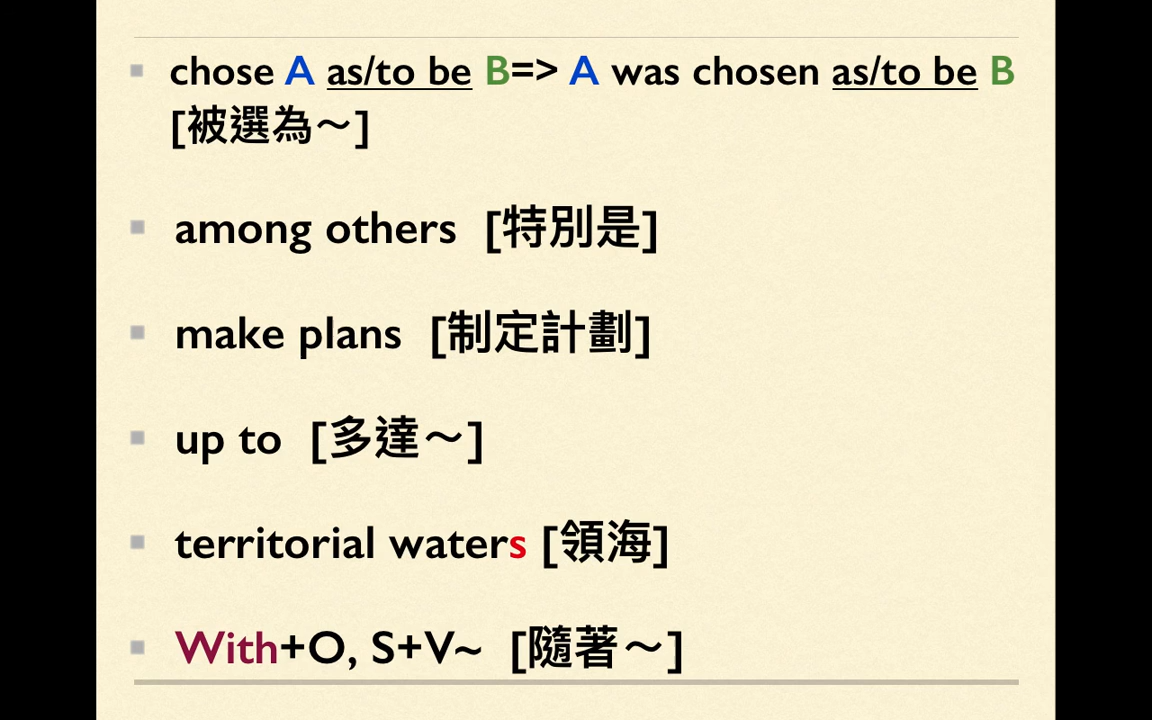 chose A as/to be B=> A was chosen as/to be B
[被選為～]
among others [特別是]
make plans [制定計劃]
up to [多達～]
territorial waters [領海]
With+O, S+V~ [隨著～]